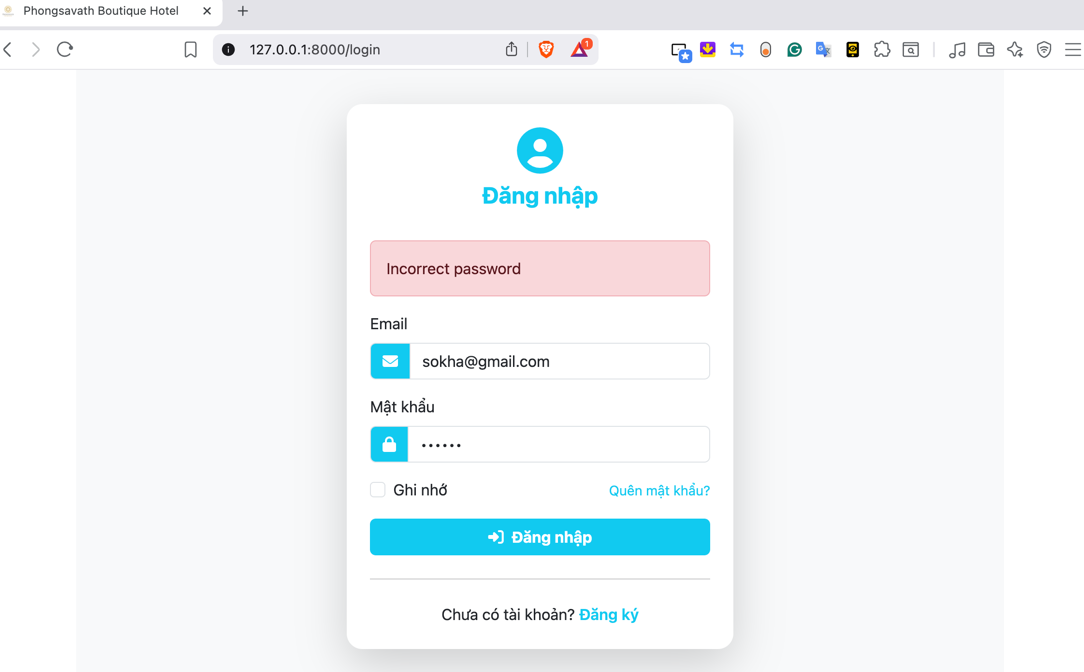 Phongsavath Boutique Hotel
127.0.0.1:8000/login
1
Đăng nhập
Incorrect password
Email
sokha@gmail.com
Mật khẩu
Ghi nhớ
Quên mật khẩu?
Đăng nhập
Chưa có tài khoản? Đăng ký